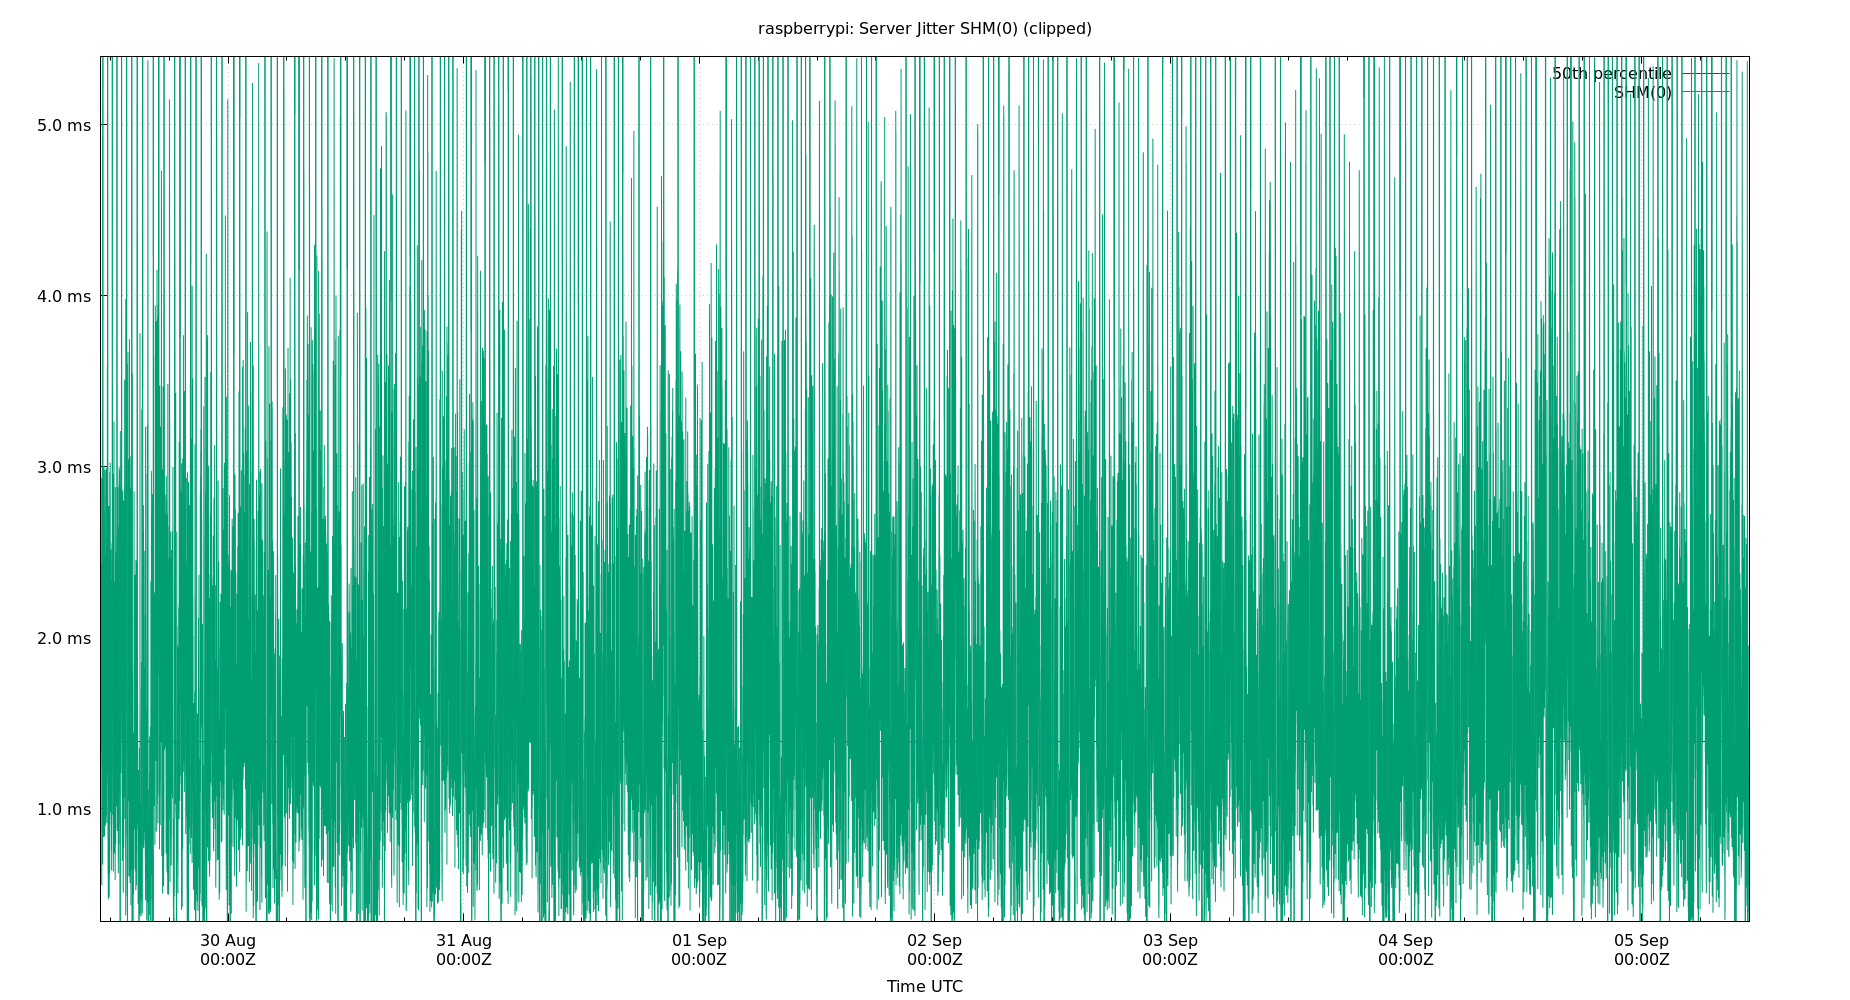 raspberrypi: Server Jitter SHM(0) (clipped)
50th percentile
SHM(0)
5.0 ms
4.0 ms
3.0 ms
2.0 ms
1.0 ms
30 Aug 31 Aug 01 Sep 02 Sep 03 Sep 04 Sep 05 Sep
00:00Z 00:00Z 00:00Z 00:00Z 00:00Z 00:00Z 00:00Z
Time UTC